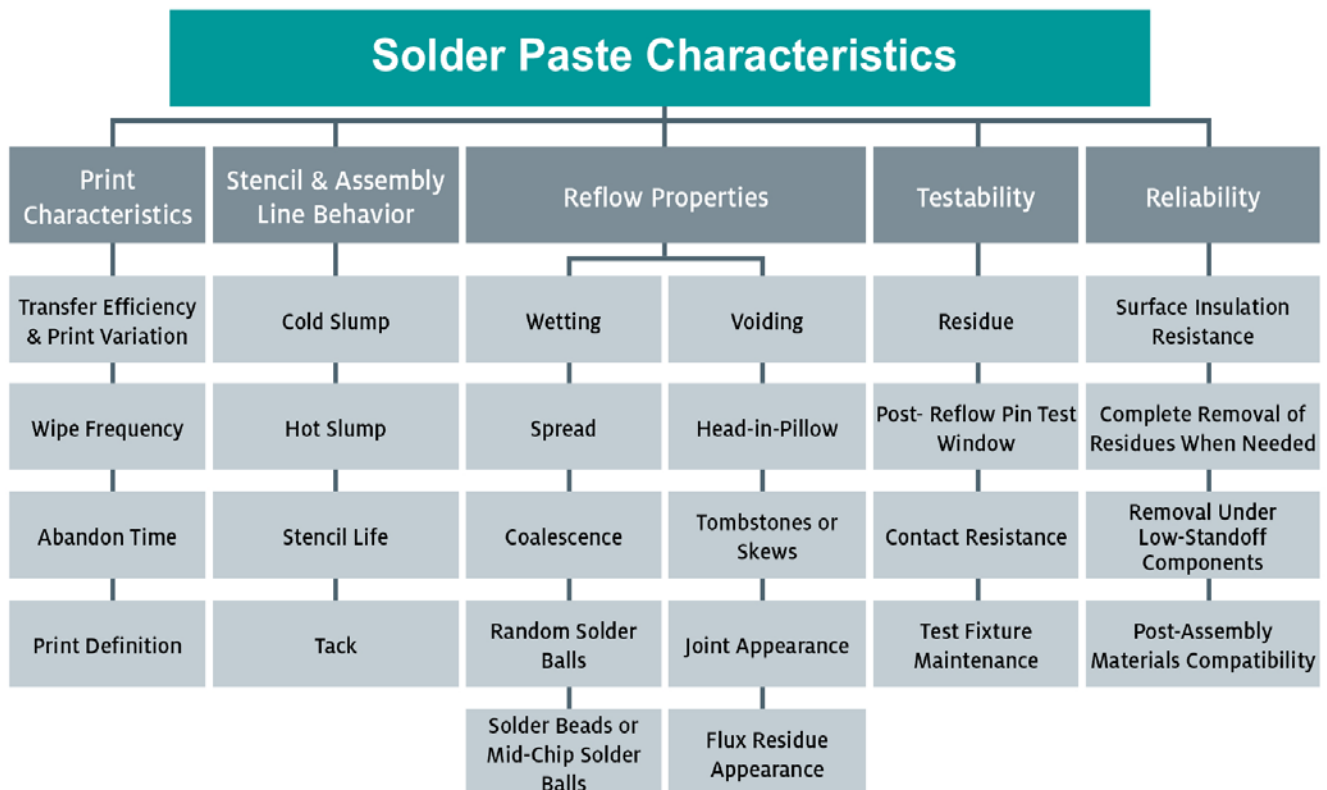 Solder Paste Characteristics
Print
Characteristics
Stencil & Assembly
Line Behavior
Reflow Properties
Testability
Reliability
Transfer Efficiency
& Print Variation
Cold Slump
Wetting
Voiding
Residue
Surface Insulation
Resistance
Wipe Frequency
Hot Slump
Spread
Head-in-Pillow
Post- Reflow Pin Test
Window
Complete Removal of
Residues When Needed
Abandon Time
Stencil Life
Coalescence
Tombstones or
Skews
Contact Resistance
Removal Under
Low-Standoff
Components
Print Definition
Tack
Random Solder
Balls
Joint Appearance
Test Fixture
Maintenance
Post-Assembly
Materials Compatibility
Solder Beads or
Mid-Chip Solder
Balls
Flux Residue
Appearance